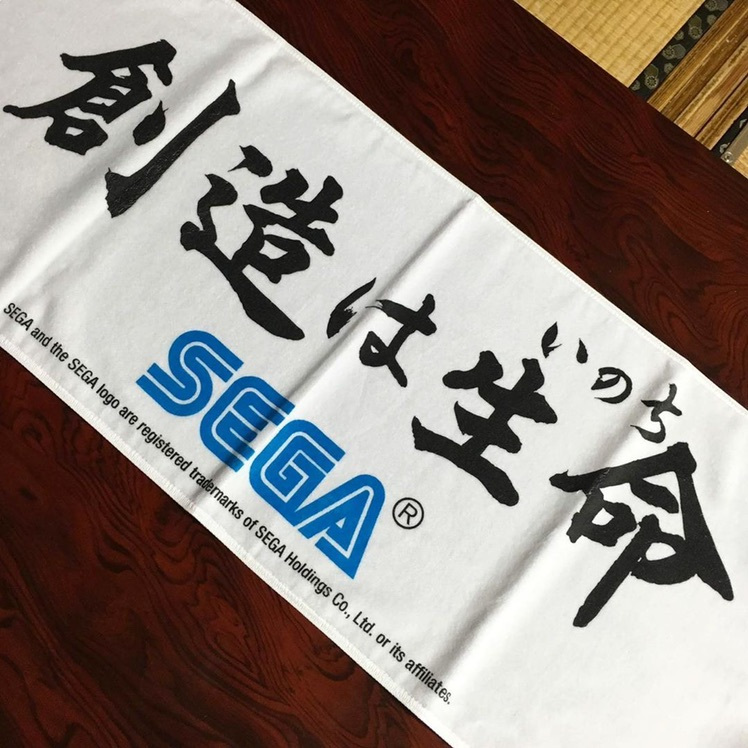 創造は生命
いのち
SEGA®
SEGA and the SEGA logo are registered trademarks of SEGA Holdings Co., Ltd. or its affiliates.